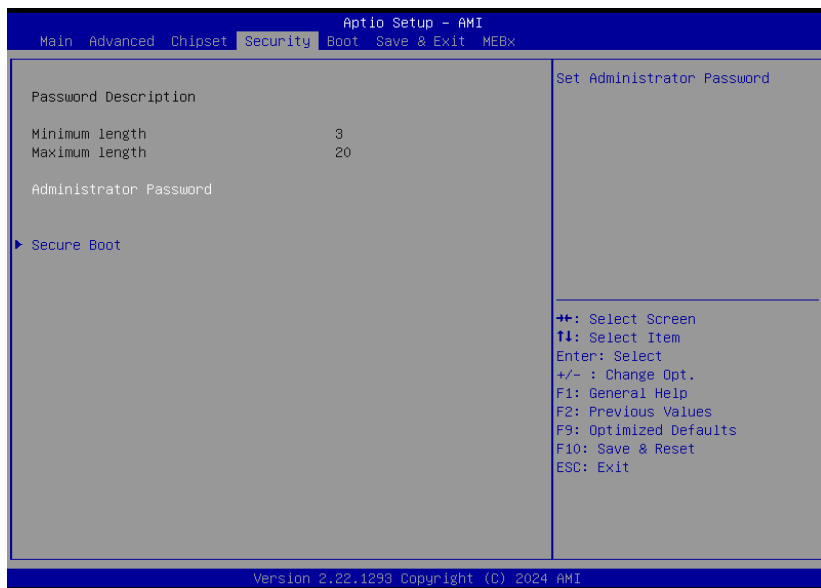 Aptio Setup - AMI
Main Advanced Chipset Security Boot Save & Exit MEBx
Password Description
Minimum length 3
Maximum length 20
Administrator Password
Secure Boot
Set Administrator Password
→←: Select Screen
↑↓: Select Item
Enter: Select
+/- : Change Opt.
F1: General Help
F2: Previous Values
F9: Optimized Defaults
F10: Save & Reset
ESC: Exit
Version 2.22.1293 Copyright (C) 2024 AMI